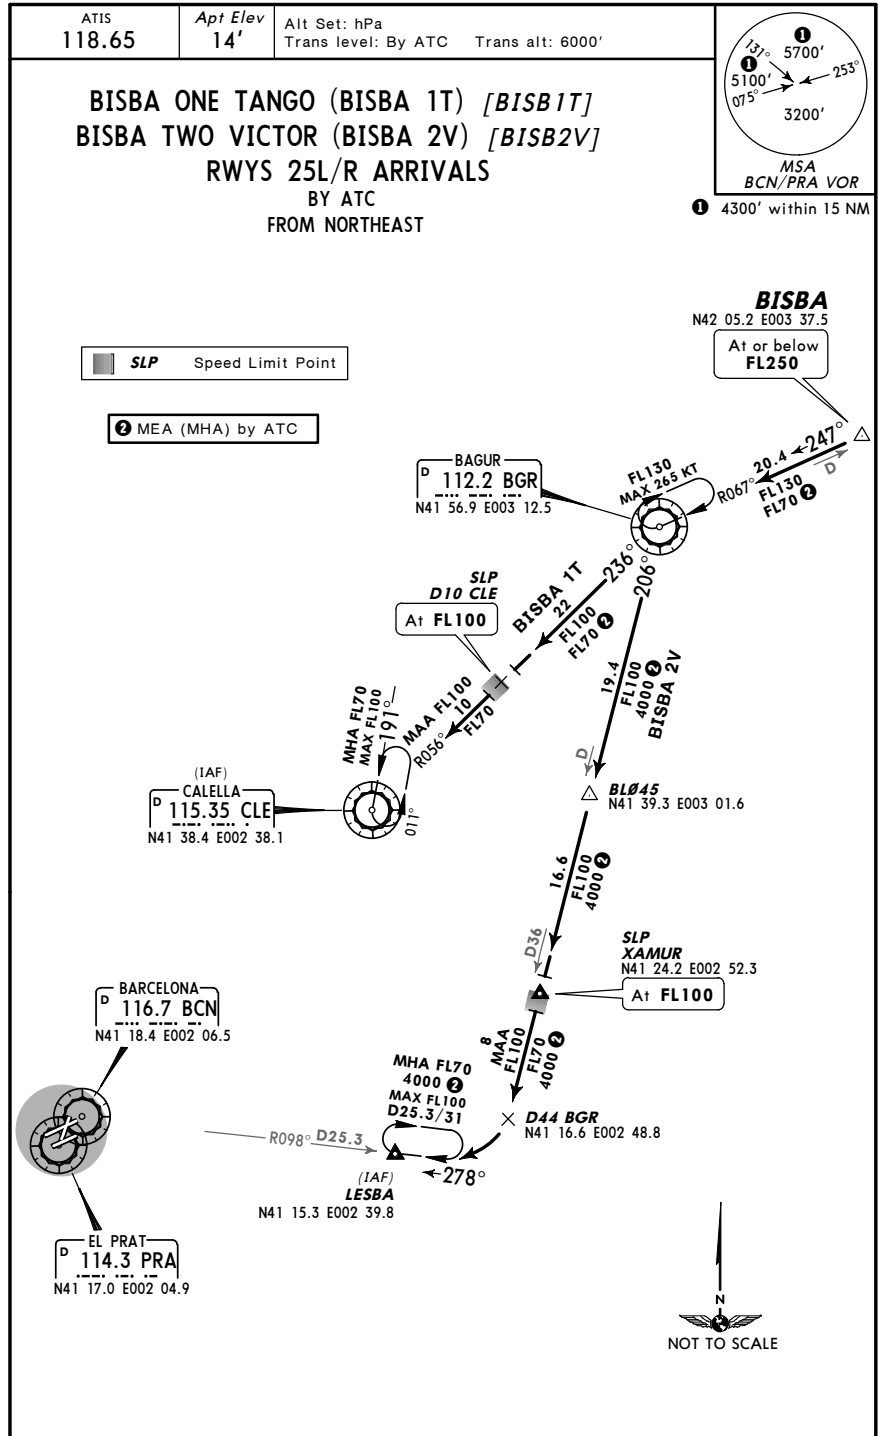 ATIS
118.65
Apt Elev
14'
Alt Set: hPa
Trans level: By ATC Trans alt: 6000'
❶
5700'
131°
❶
5100'
253°
075°
3200'
MSA
BCN/PRA VOR
❶ 4300' within 15 NM
BISBA ONE TANGO (BISBA 1T) [BISB1T]
BISBA TWO VICTOR (BISBA 2V) [BISB2V]
RWYS 25L/R ARRIVALS
BY ATC
FROM NORTHEAST
BISBA
N42 05.2 E003 37.5
At or below
FL250
SLP Speed Limit Point
❷ MEA (MHA) by ATC
247°
20.4
D
FL130
FL70 ❷
R067°
FL130
MAX 265 KT
BAGUR
D 112.2 BGR
N41 56.9 E003 12.5
236°
206°
BISBA 1T
22
FL100
FL70 ❷
SLP
D10 CLE
At FL100
19.4
FL100
4000 ❷
BISBA 2V
MAA FL100
10
FL70
R056°
MHA FL70
MAX FL100
191°
011°
(IAF)
CALELLA
D 115.35 CLE
N41 38.4 E002 38.1
D
BLØ45
N41 39.3 E003 01.6
16.6
FL100
4000 ❷
D36
SLP
XAMUR
N41 24.2 E002 52.3
At FL100
BARCELONA
D 116.7 BCN
N41 18.4 E002 06.5
8
MAA
FL100
FL70
4000 ❷
MHA FL70
4000 ❷
MAX FL100
D25.3/31
D44 BGR
N41 16.6 E002 48.8
R098° D25.3
278°
(IAF)
LESBA
N41 15.3 E002 39.8
EL PRAT
D 114.3 PRA
N41 17.0 E002 04.9
N
NOT TO SCALE